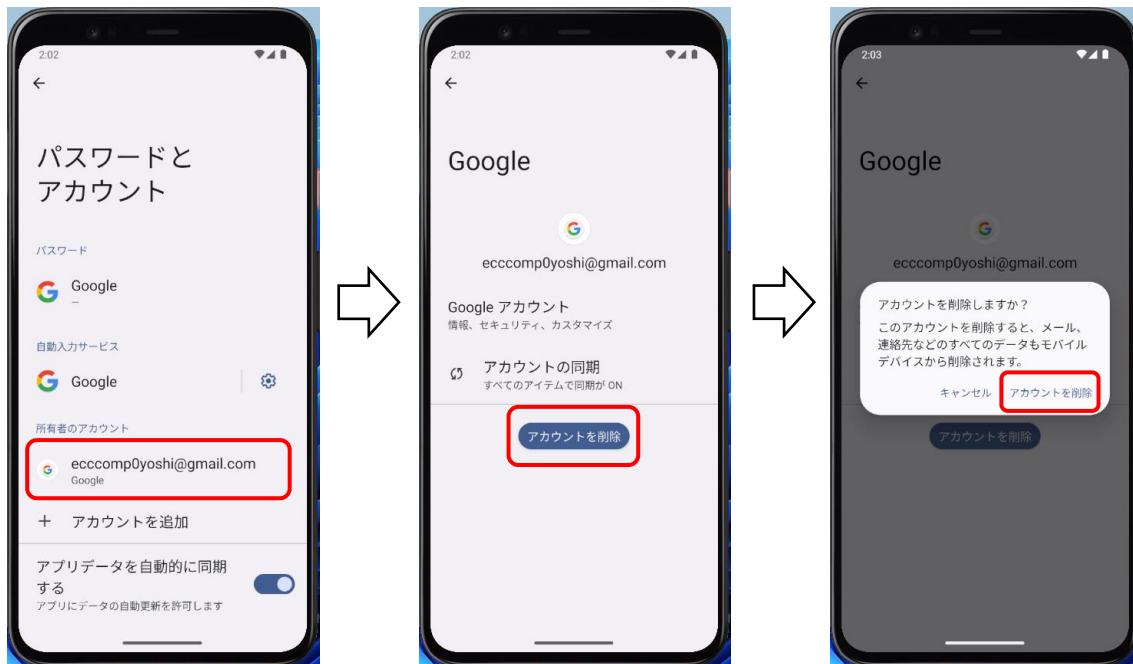 2:02
パスワードと
アカウント
パスワード
Google
–
自動入力サービス
Google
所有者のアカウント
ecccomp0yoshi@gmail.com
Google
+ アカウントを追加
アプリデータを自動的に同期
する
アプリにデータの自動更新を許可します
2:02
Google
ecccomp0yoshi@gmail.com
Google アカウント
情報、セキュリティ、カスタマイズ
アカウントの同期
すべてのアイテムで同期が ON
アカウントを削除
2:03
Google
ecccomp0yoshi@gmail.com
アカウントを削除しますか？
このアカウントを削除すると、メール、
連絡先などのすべてのデータもモバイル
デバイスから削除されます。
キャンセル アカウントを削除
アカウントを削除